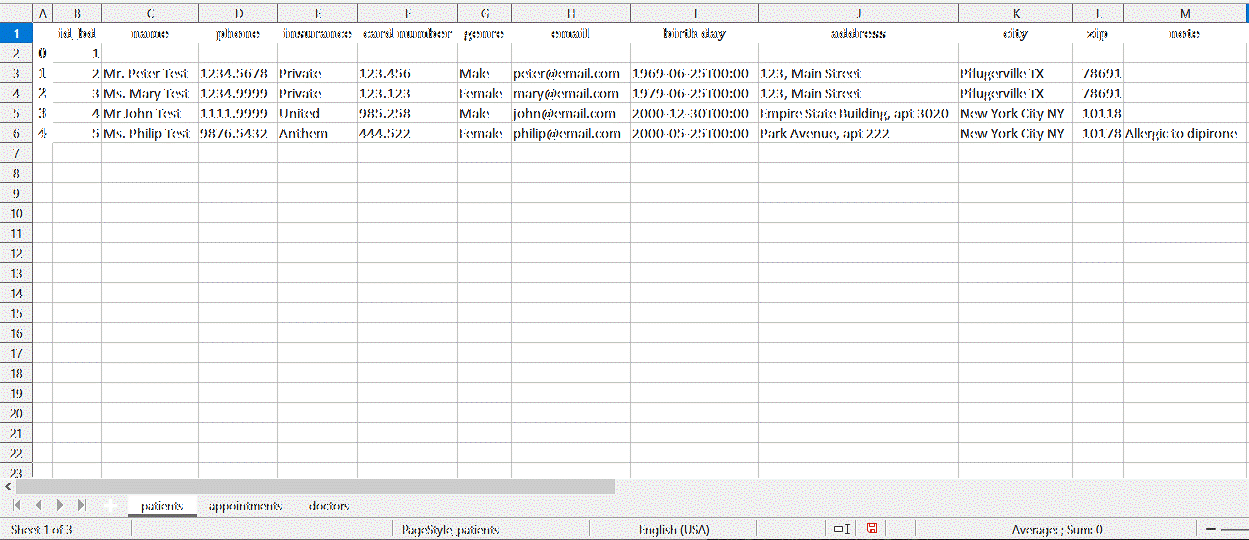 A B C D E F G H I J K L M
1 id_bd name phone insurance card number genre email birth day address city zip note
2 0 1
3 1 2 Mr. Peter Test 1234.5678 Private 123.456 Male peter@email.com 1969-06-25T00:00 123, Main Street Pflugerville TX 78691
4 2 3 Ms. Mary Test 1234.9999 Private 123.123 Female mary@email.com 1979-06-25T00:00 123, Main Street Pflugerville TX 78691
5 3 4 Mr John Test 1111.9999 United 985.258 Male john@email.com 2000-12-30T00:00 Empire State Building, apt 3020 New York City NY 10118
6 4 5 Ms. Philip Test 9876.5432 Anthem 444.522 Female philip@email.com 2000-05-25T00:00 Park Avenue, apt 222 New York City NY 10178 Allergic to dipirone
7
8
9
10
11
12
13
14
15
16
17
18
19
20
21
22
23
patients appointments doctors
Sheet 1 of 3 PageStyle_patients English (USA) Average: ; Sum: 0